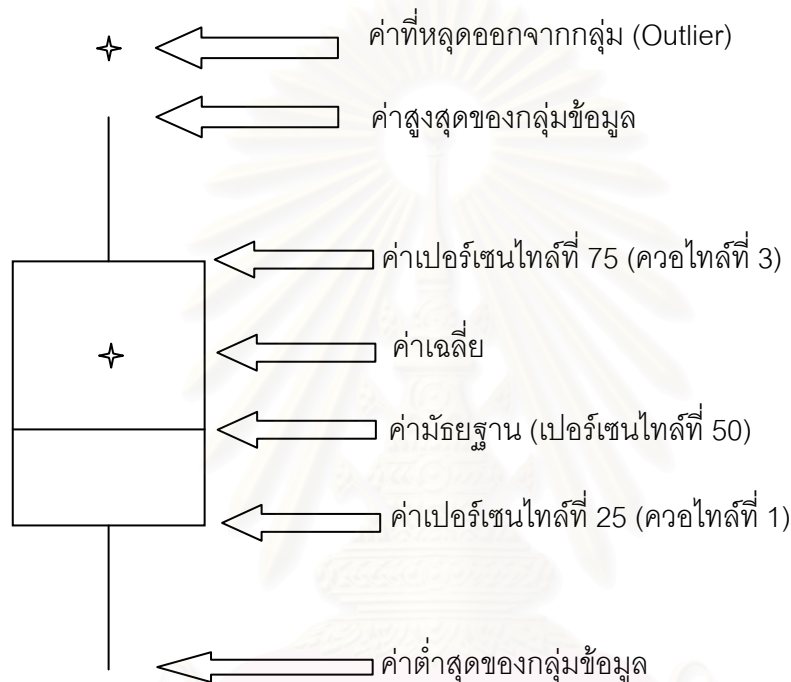 ค่าที่หลุดออกจากกลุ่ม (Outlier)
ค่าสูงสุดของกลุ่มข้อมูล
ค่าเปอร์เซนไทล์ที่ 75 (ควอไทล์ที่ 3)
ค่าเฉลี่ย
ค่ามัธยฐาน (เปอร์เซนไทล์ที่ 50)
ค่าเปอร์เซนไทล์ที่ 25 (ควอไทล์ที่ 1)
ค่าต่ำสุดของกลุ่มข้อมูล